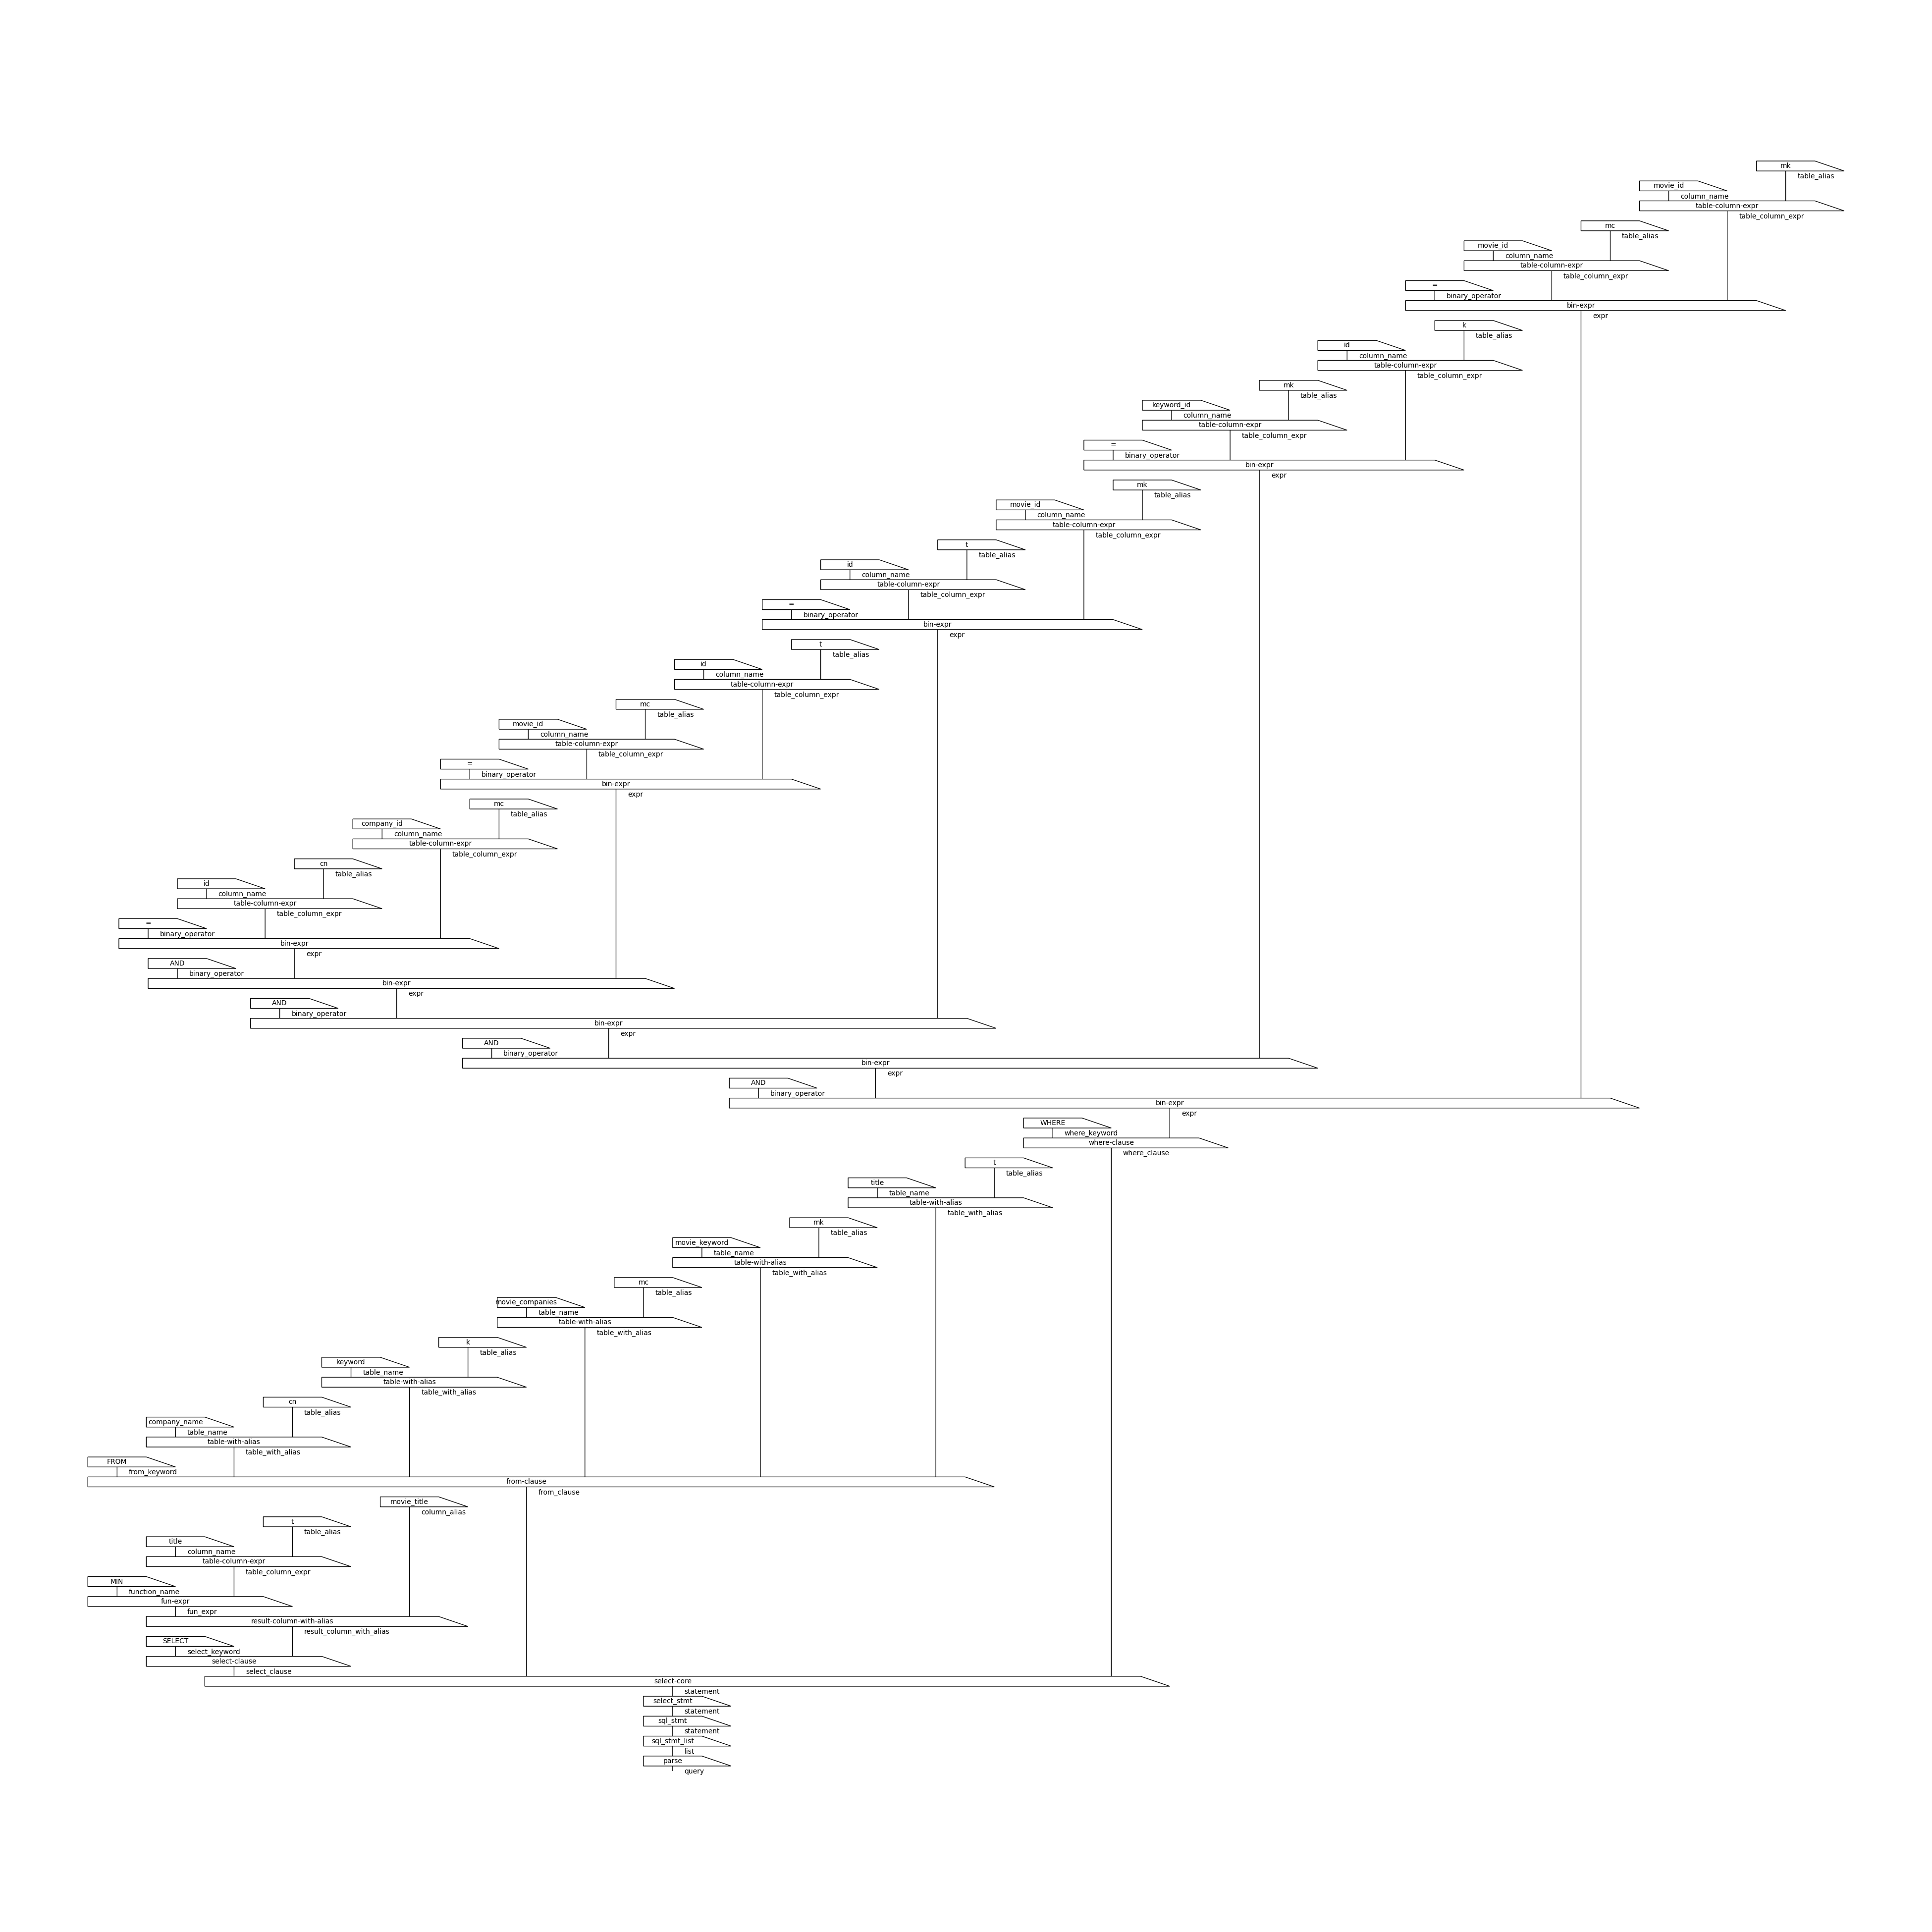 mk
table_alias
movie_id
column_name
table-column-expr
table_column_expr
mc
table_alias
movie_id
column_name
table-column-expr
table_column_expr
=
binary_operator
bin-expr
expr
k
table_alias
id
column_name
table-column-expr
table_column_expr
mk
table_alias
keyword_id
column_name
table-column-expr
table_column_expr
=
binary_operator
bin-expr
expr
mk
table_alias
movie_id
column_name
table-column-expr
table_column_expr
t
table_alias
id
column_name
table-column-expr
table_column_expr
=
binary_operator
bin-expr
expr
t
table_alias
id
column_name
table-column-expr
table_column_expr
mc
table_alias
movie_id
column_name
table-column-expr
table_column_expr
=
binary_operator
bin-expr
expr
mc
table_alias
company_id
column_name
table-column-expr
table_column_expr
cn
table_alias
id
column_name
table-column-expr
table_column_expr
=
binary_operator
bin-expr
expr
AND
binary_operator
bin-expr
expr
AND
binary_operator
bin-expr
expr
AND
binary_operator
bin-expr
expr
AND
binary_operator
bin-expr
expr
WHERE
where_keyword
where-clause
where_clause
t
table_alias
title
table_name
table-with-alias
table_with_alias
mk
table_alias
movie_keyword
table_name
table-with-alias
table_with_alias
mc
table_alias
movie_companies
table_name
table-with-alias
table_with_alias
k
table_alias
keyword
table_name
table-with-alias
table_with_alias
cn
table_alias
company_name
table_name
table-with-alias
table_with_alias
FROM
from_keyword
from-clause
from_clause
movie_title
column_alias
t
table_alias
title
column_name
table-column-expr
table_column_expr
MIN
function_name
fun-expr
fun_expr
result-column-with-alias
result_column_with_alias
SELECT
select_keyword
select-clause
select_clause
select-core
statement
select_stmt
statement
sql_stmt
statement
sql_stmt_list
list
parse
query